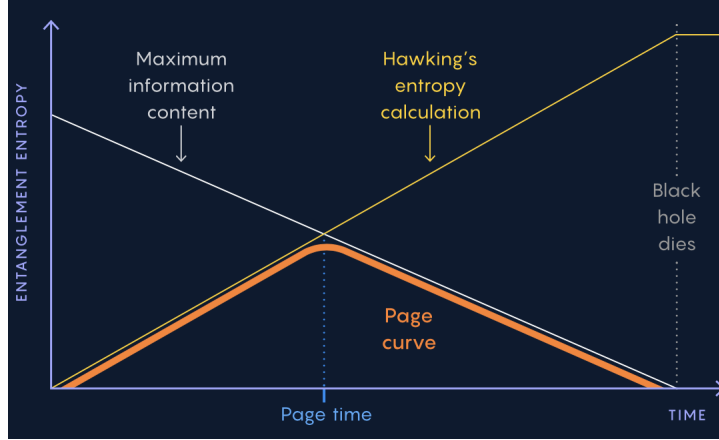 ENTANGLEMENT ENTROPY
Maximum
information
content
Hawking's
entropy
calculation
Black
hole
dies
Page
curve
Page time
TIME